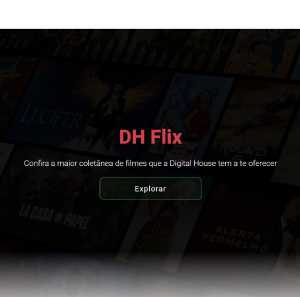 LUCIFER
DH Flix
Confira a maior coletânea de filmes que a Digital House tem a te oferecer
Explorar
LA CASA DE PAPEL
ALERTA
VERMELHO